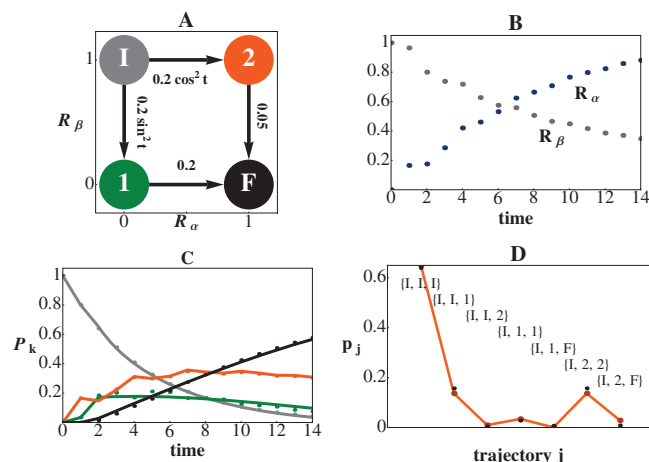 A
I
2
0.2 cos² t
0.2 sin² t
0.05
1
0.2
F
1
R β
0
0
R α
1
B
1
0.8
0.6
0.4
0.2
R α
R β
0
2
4
6
8
10
12
14
time
C
1
0.8
0.6
P k
0.4
0.2
0
2
4
6
8
10
12
14
time
D
0.6
0.4
p j
0.2
0
{I, I, I}
{I, I, 1}
{I, I, 2}
{I, 1, 1}
{I, 1, F}
{I, 2, 2}
{I, 2, F}
trajectory j